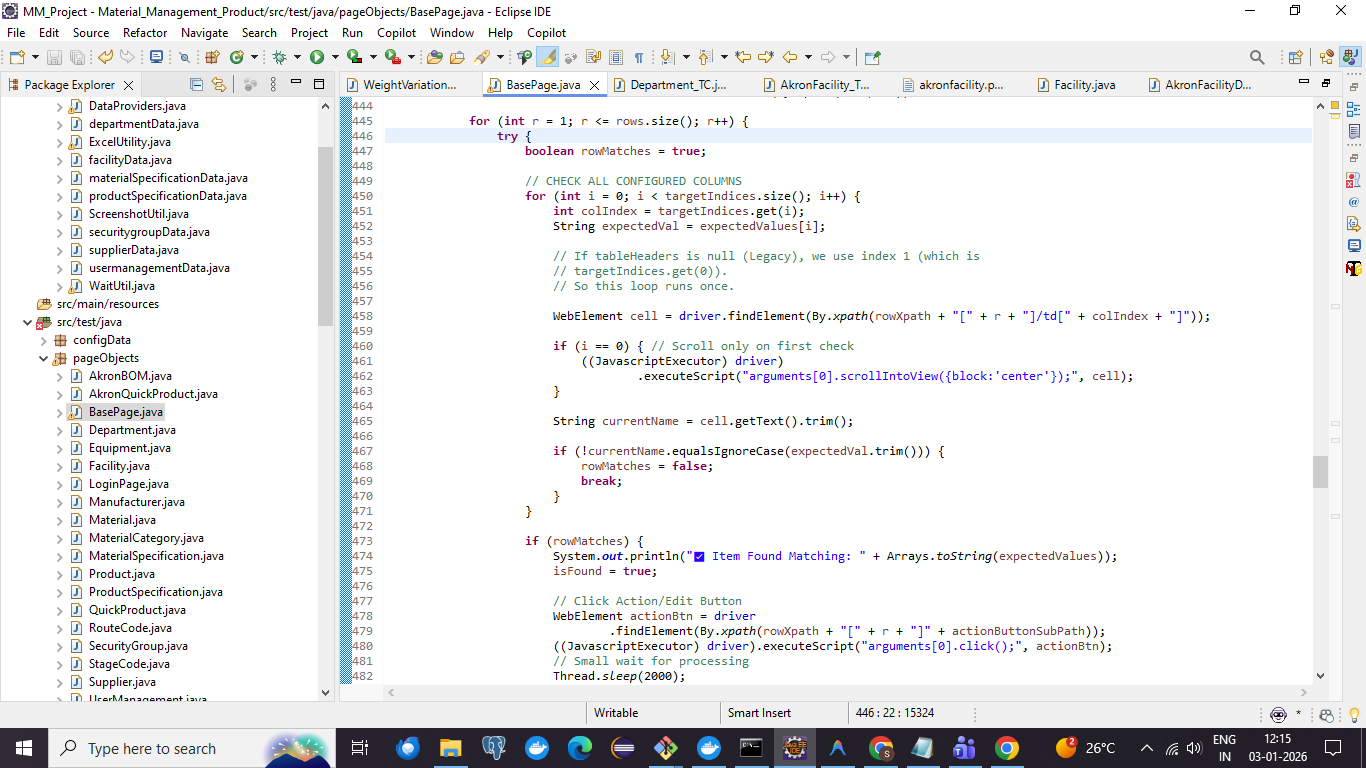 MM_Project - Material_Management_Product/src/test/java/pageObjects/BasePage.java - Eclipse IDE
File Edit Source Refactor Navigate Search Project Run Copilot Window Help Copilot
Package Explorer
WeightVariation...
BasePage.java
Department_TC.j...
AkronFacility_T...
akronfacility.p...
Facility.java
AkronFacilityD...
DataProviders.java
departmentData.java
ExcelUtility.java
facilityData.java
materialSpecificationData.java
productSpecificationData.java
ScreenshotUtil.java
securitygroupData.java
supplierData.java
usermanagementData.java
WaitUtil.java
src/main/resources
src/test/java
configData
pageObjects
AkronBOM.java
AkronQuickProduct.java
BasePage.java
Department.java
Equipment.java
Facility.java
LoginPage.java
Manufacturer.java
Material.java
MaterialCategory.java
MaterialSpecification.java
Product.java
ProductSpecification.java
QuickProduct.java
RouteCode.java
SecurityGroup.java
StageCode.java
Supplier.java
UserManagement.java
444
445 for (int r = 1; r <= rows.size(); r++) {
446 try {
447 boolean rowMatches = true;
448
449 // CHECK ALL CONFIGURED COLUMNS
450 for (int i = 0; i < targetIndices.size(); i++) {
451 int colIndex = targetIndices.get(i);
452 String expectedVal = expectedValues[i];
453
454 // If tableHeaders is null (Legacy), we use index 1 (which is
455 // targetIndices.get(0)).
456 // So this loop runs once.
457
458 WebElement cell = driver.findElement(By.xpath(rowXpath + "[" + r + "]/td[" + colIndex + "]"));
459
460 if (i == 0) { // Scroll only on first check
461 ((JavascriptExecutor) driver)
462 .executeScript("arguments[0].scrollIntoView({block:'center'});", cell);
463 }
464
465 String currentName = cell.getText().trim();
466
467 if (!currentName.equalsIgnoreCase(expectedVal.trim())) {
468 rowMatches = false;
469 break;
470 }
471 }
472
473 if (rowMatches) {
474 System.out.println("✅ Item Found Matching: " + Arrays.toString(expectedValues));
475 isFound = true;
476
477 // Click Action/Edit Button
478 WebElement actionBtn = driver
479 .findElement(By.xpath(rowXpath + "[" + r + "]" + actionButtonSubPath));
480 ((JavascriptExecutor) driver).executeScript("arguments[0].click();", actionBtn);
481 // Small wait for processing
482 Thread.sleep(2000);
Writable Smart Insert 446 : 22 : 15324
Type here to search
26°C
ENG
IN
12:15
03-01-2026